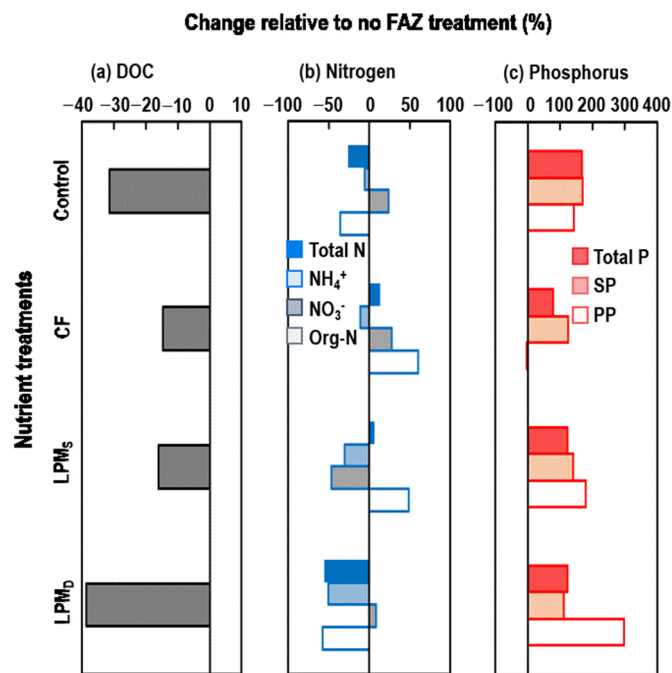 Change relative to no FAZ treatment (%)
(a) DOC
(b) Nitrogen
(c) Phosphorus
−40 −30 −20 −10 0 10
−100 −50 0 50 100
−100 0 100 200 300 400
Nutrient treatments
Control
CF
LPMS
LPMD
Total N
NH4+
NO3-
Org-N
Total P
SP
PP